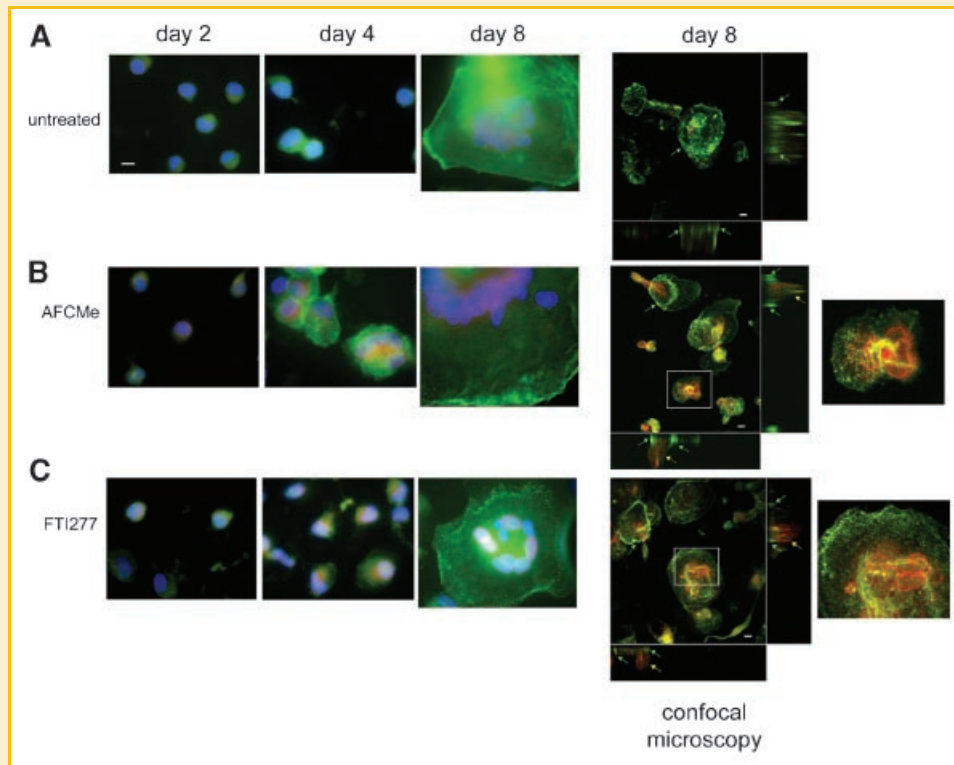 A
day 2
day 4
day 8
day 8
untreated
B
AFCMe
C
FTI277
confocal
microscopy